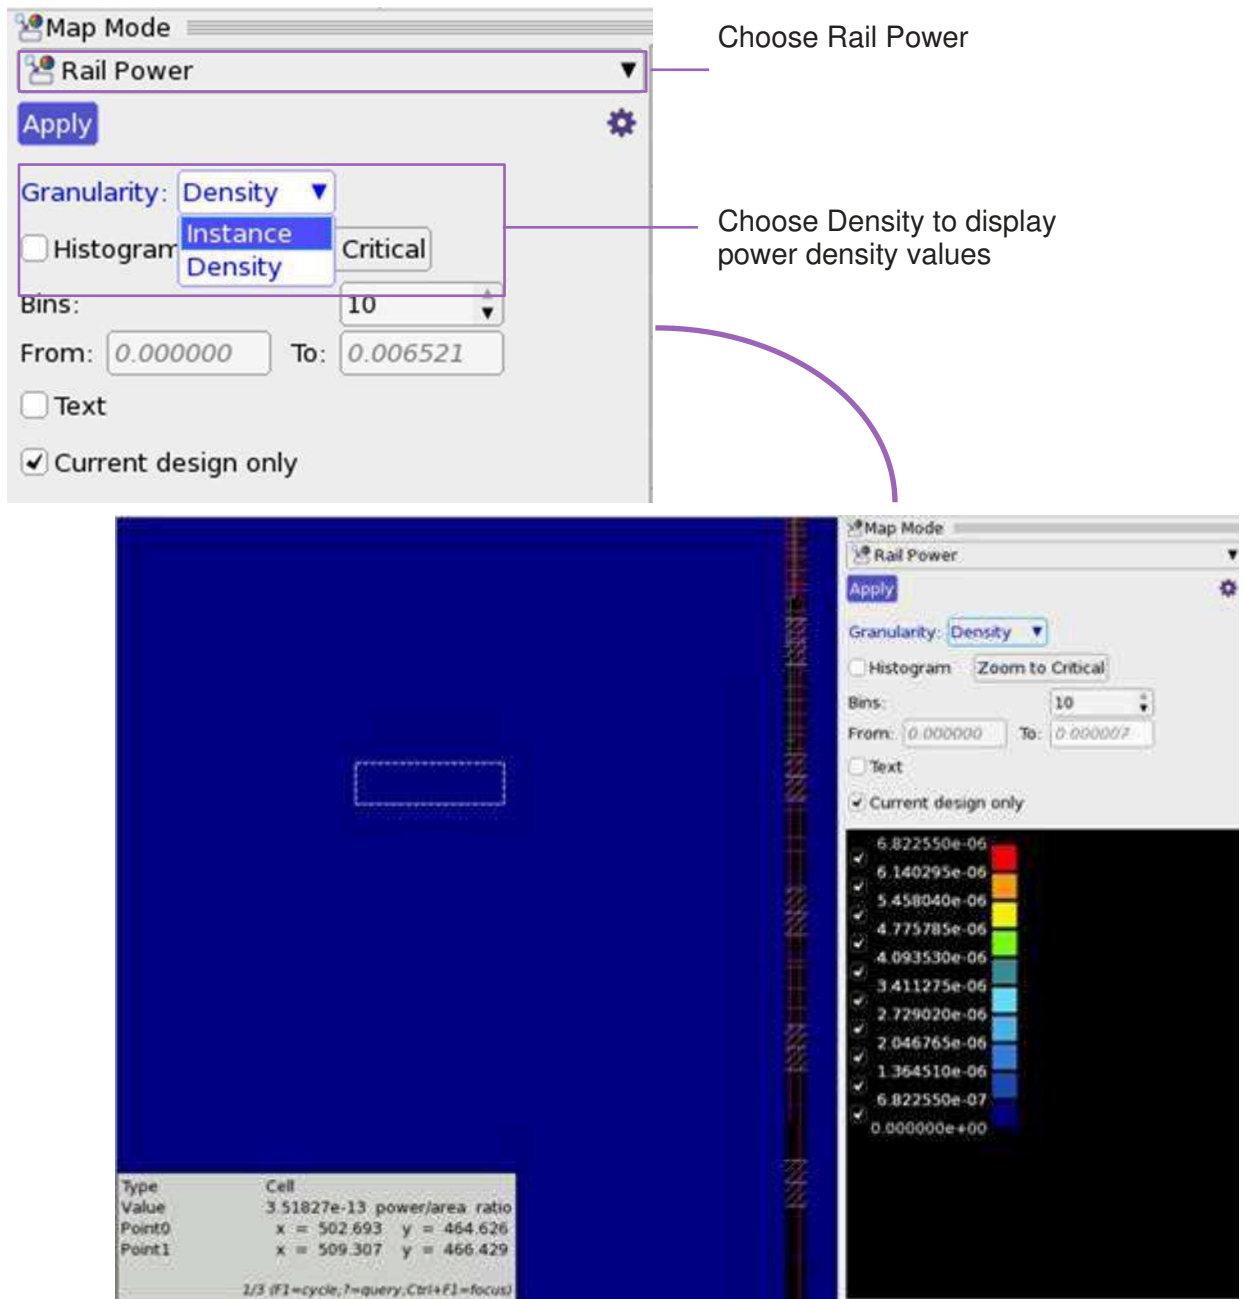 Map Mode
Rail Power
Choose Rail Power
Apply
Granularity: Density
Instance
Histogram
Critical
Density
Choose Density to display
power density values
Bins:
10
From: 0.000000 To: 0.006521
Text
Current design only
Map Mode
Rail Power
Apply
Granularity: Density
Histogram Zoom to Critical
Bins: 10
From: 0.000000 To: 0.000007
Text
Current design only
6.822550e-06
6.140295e-06
5.458040e-06
4.775785e-06
4.093530e-06
3.411275e-06
2.729020e-06
2.046765e-06
1.364510e-06
6.822550e-07
0.000000e+00
Type Cell
Value 3.51827e-13 power/area ratio
Point0 x = 502.693 y = 464.626
Point1 x = 509.307 y = 466.429
1/3 (F1=cycle,?=query,Ctrl+F1=focus)